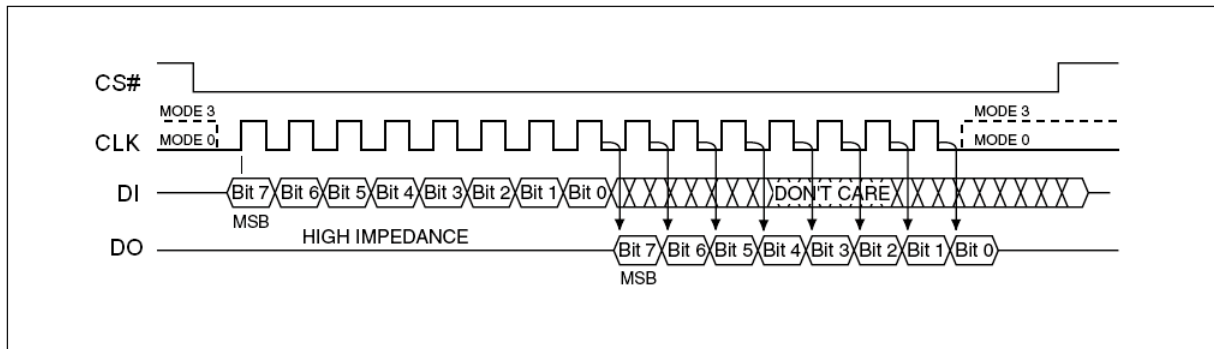 CS#
MODE 3 MODE 3
CLK MODE 0 MODE 0
DI Bit 7 Bit 6 Bit 5 Bit 4 Bit 3 Bit 2 Bit 1 Bit 0 DON'T CARE
MSB
HIGH IMPEDANCE
DO Bit 7 Bit 6 Bit 5 Bit 4 Bit 3 Bit 2 Bit 1 Bit 0
MSB